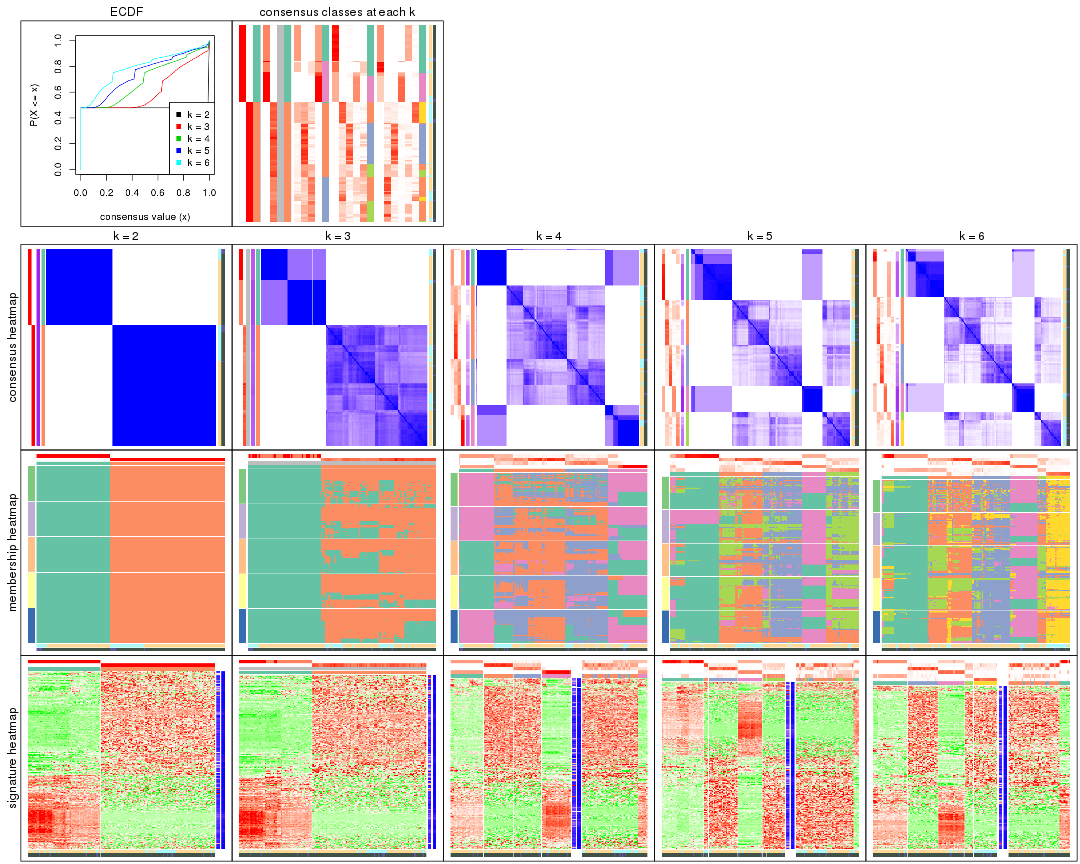 ECDF
consensus classes at each k
P(X <= x)
1.0
0.8
0.6
0.4
0.2
0.0
k = 2
k = 3
k = 4
k = 5
k = 6
0.0 0.2 0.4 0.6 0.8 1.0
consensus value (x)
k = 2
k = 3
k = 4
k = 5
k = 6
consensus heatmap
membership heatmap
signature heatmap